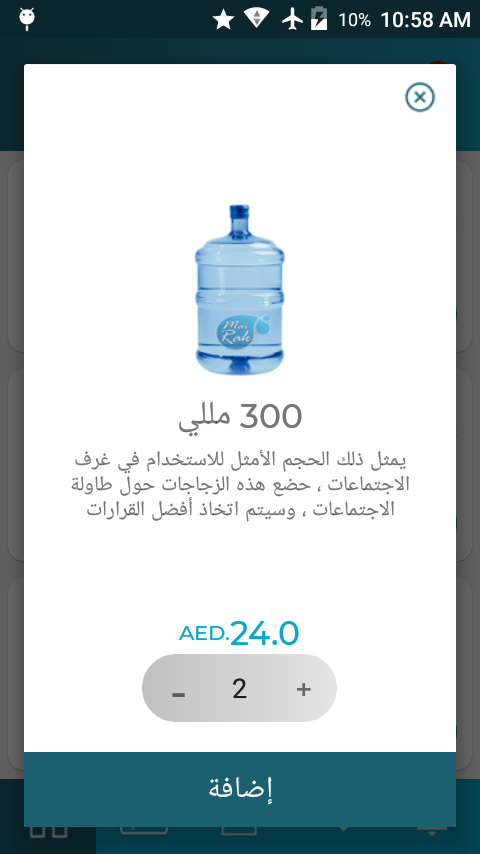 10% 10:58 AM
Mai
Rak
300 مللي
يمثل ذلك الحجم الأمثل للاستخدام في غرف
الاجتماعات ، حضع هذه الزجاجات حول طاولة
الاجتماعات ، وسيتم اتخاذ أفضل القرارات
AED.24.0
- 2 +
إضافة